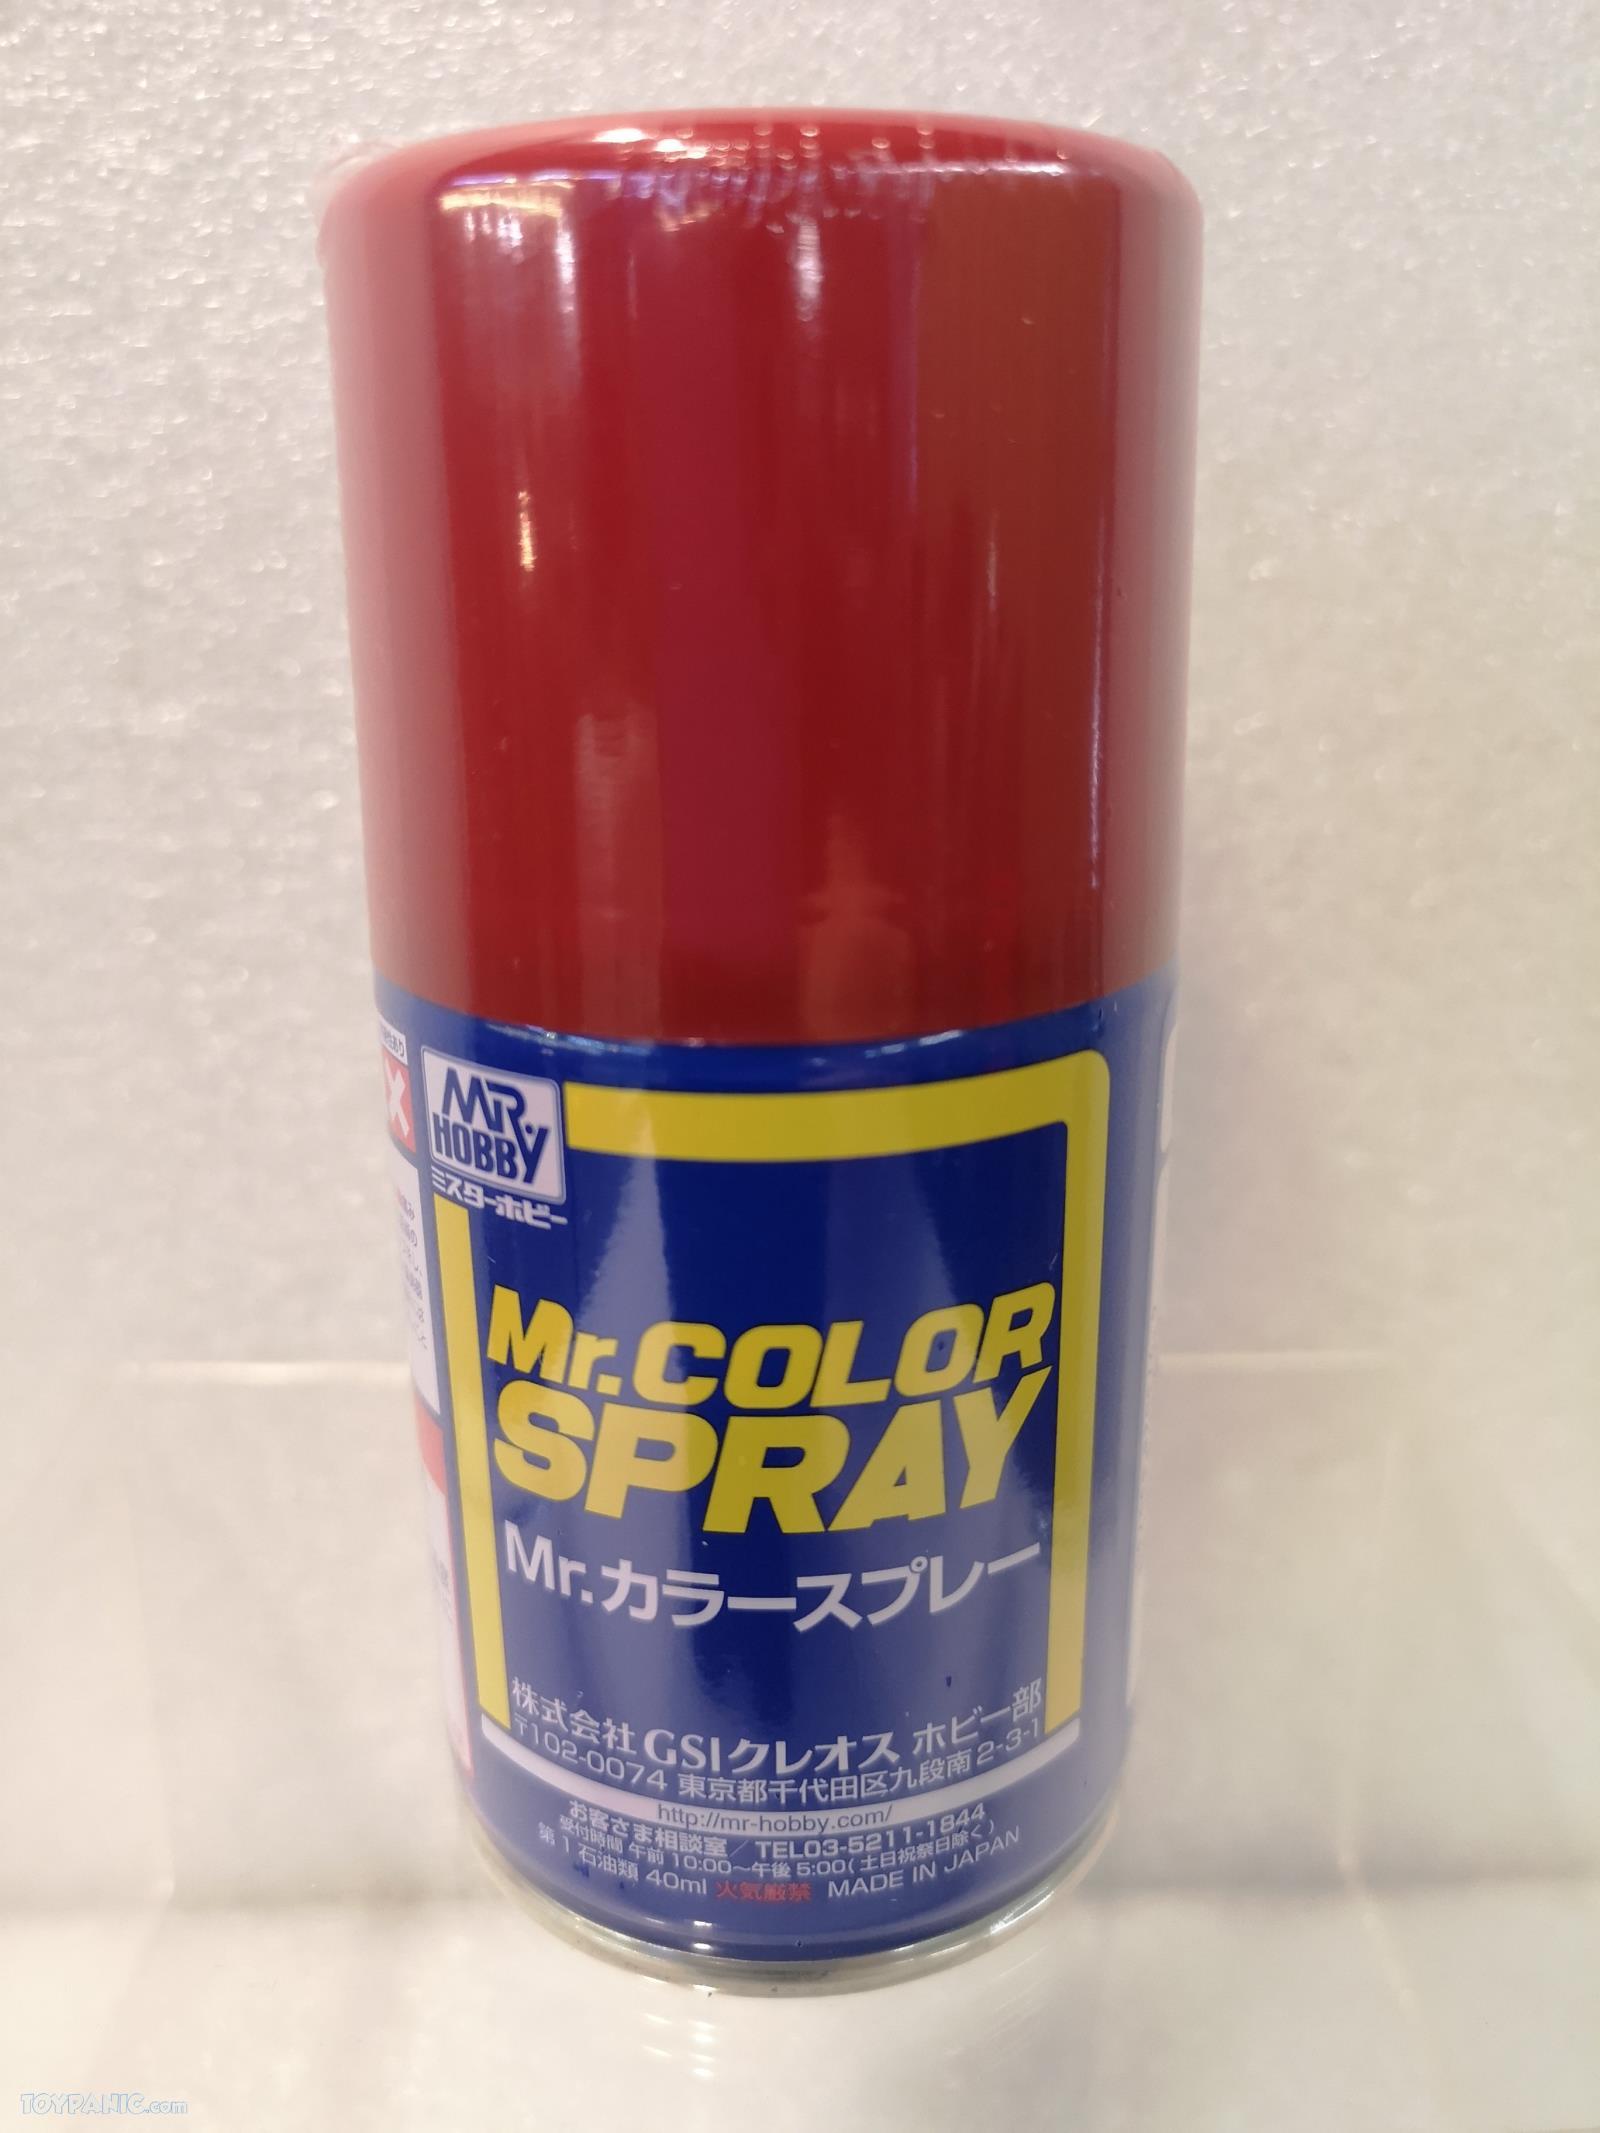 MR
HOBBY
ミスターホビー
Mr.COLOR
SPRAY
Mr.カラースプレー
株式会社 GSIクレオス ホビー部
〒102-0074 東京都千代田区九段南2-3-1
http://mr-hobby.com/
お客さま相談室／TEL03-5211-1844
受付時間 午前 10:00〜午後 5:00(土日祝祭日除く)
第1石油類 40ml 火気厳禁 MADE IN JAPAN
TOYPANIC.com